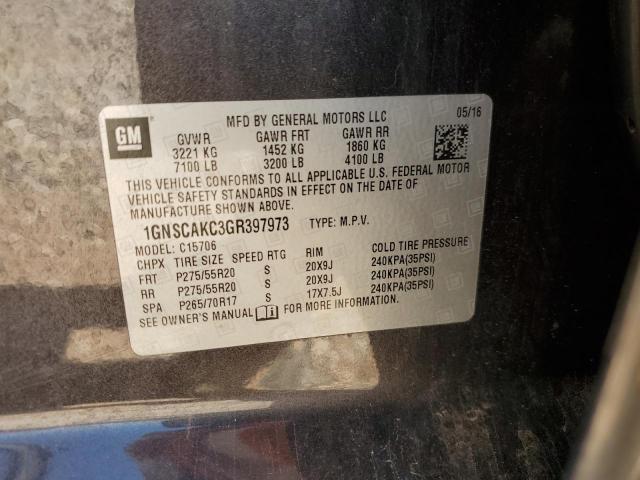 GM
MFD BY GENERAL MOTORS LLC 05/16
GVWR GAWR FRT GAWR RR
3221 KG 1452 KG 1860 KG
7100 LB 3200 LB 4100 LB
THIS VEHICLE CONFORMS TO ALL APPLICABLE U.S. FEDERAL MOTOR
VEHICLE SAFETY STANDARDS IN EFFECT ON THE DATE OF
MANUFACTURE SHOWN ABOVE.
1GNSCAKC3GR397973 TYPE: M.P.V.
MODEL: C15706
CHPX TIRE SIZE SPEED RTG RIM COLD TIRE PRESSURE
FRT P275/55R20 S 20X9J 240KPA(35PSI)
RR P275/55R20 S 20X9J 240KPA(35PSI)
SPA P265/70R17 S 17X7.5J 240KPA(35PSI)
SEE OWNER'S MANUAL FOR MORE INFORMATION.